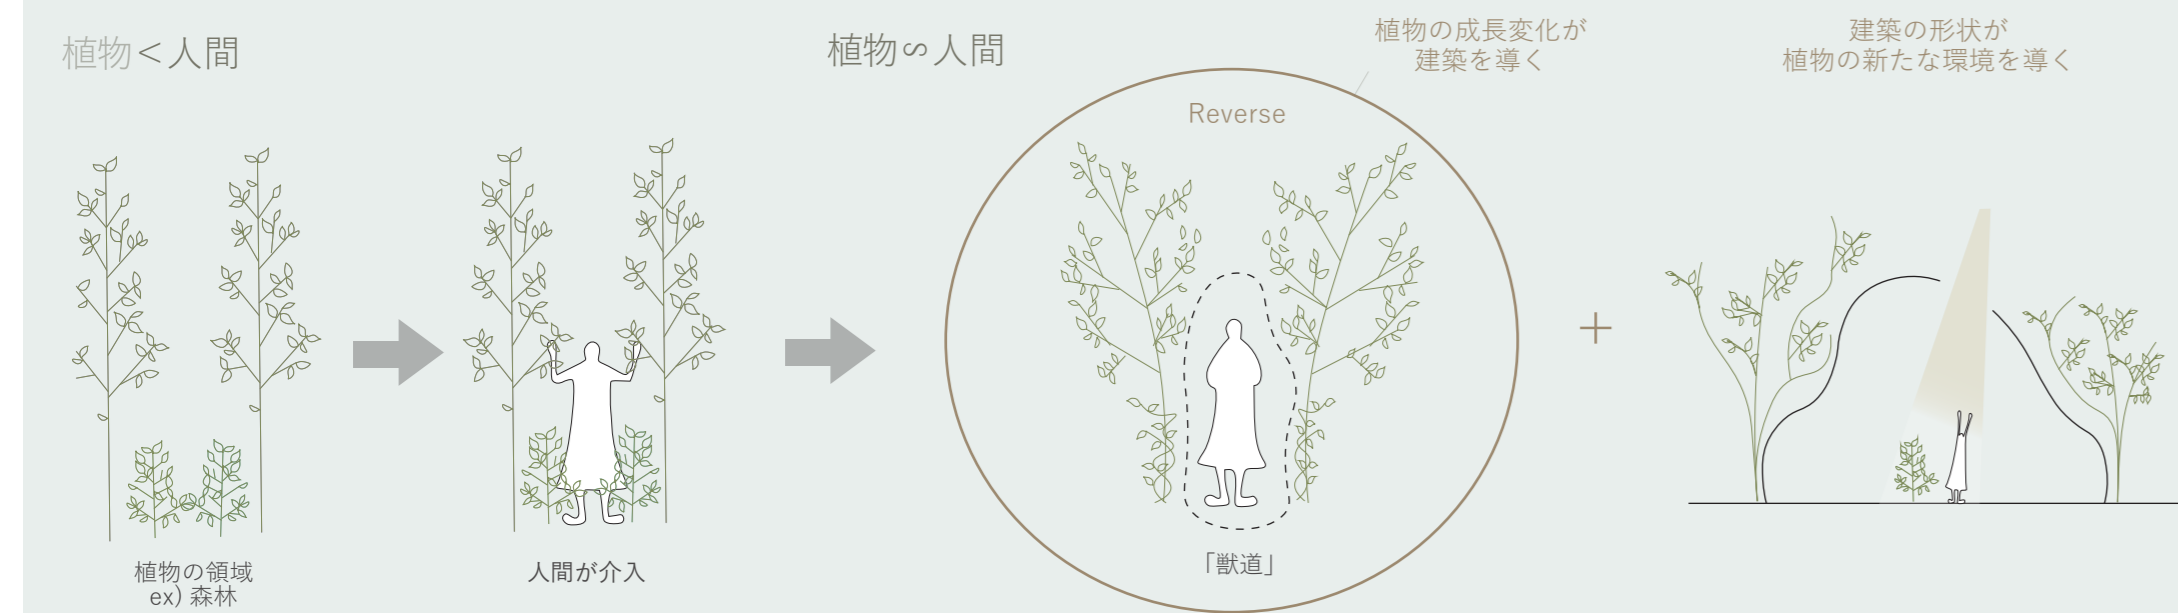 植物<人間
植物の領域
ex) 森林
人間が介入
植物∽人間
植物の成長変化が
建築を導く
Reverse
「獣道」
+
建築の形状が
植物の新たな環境を導く